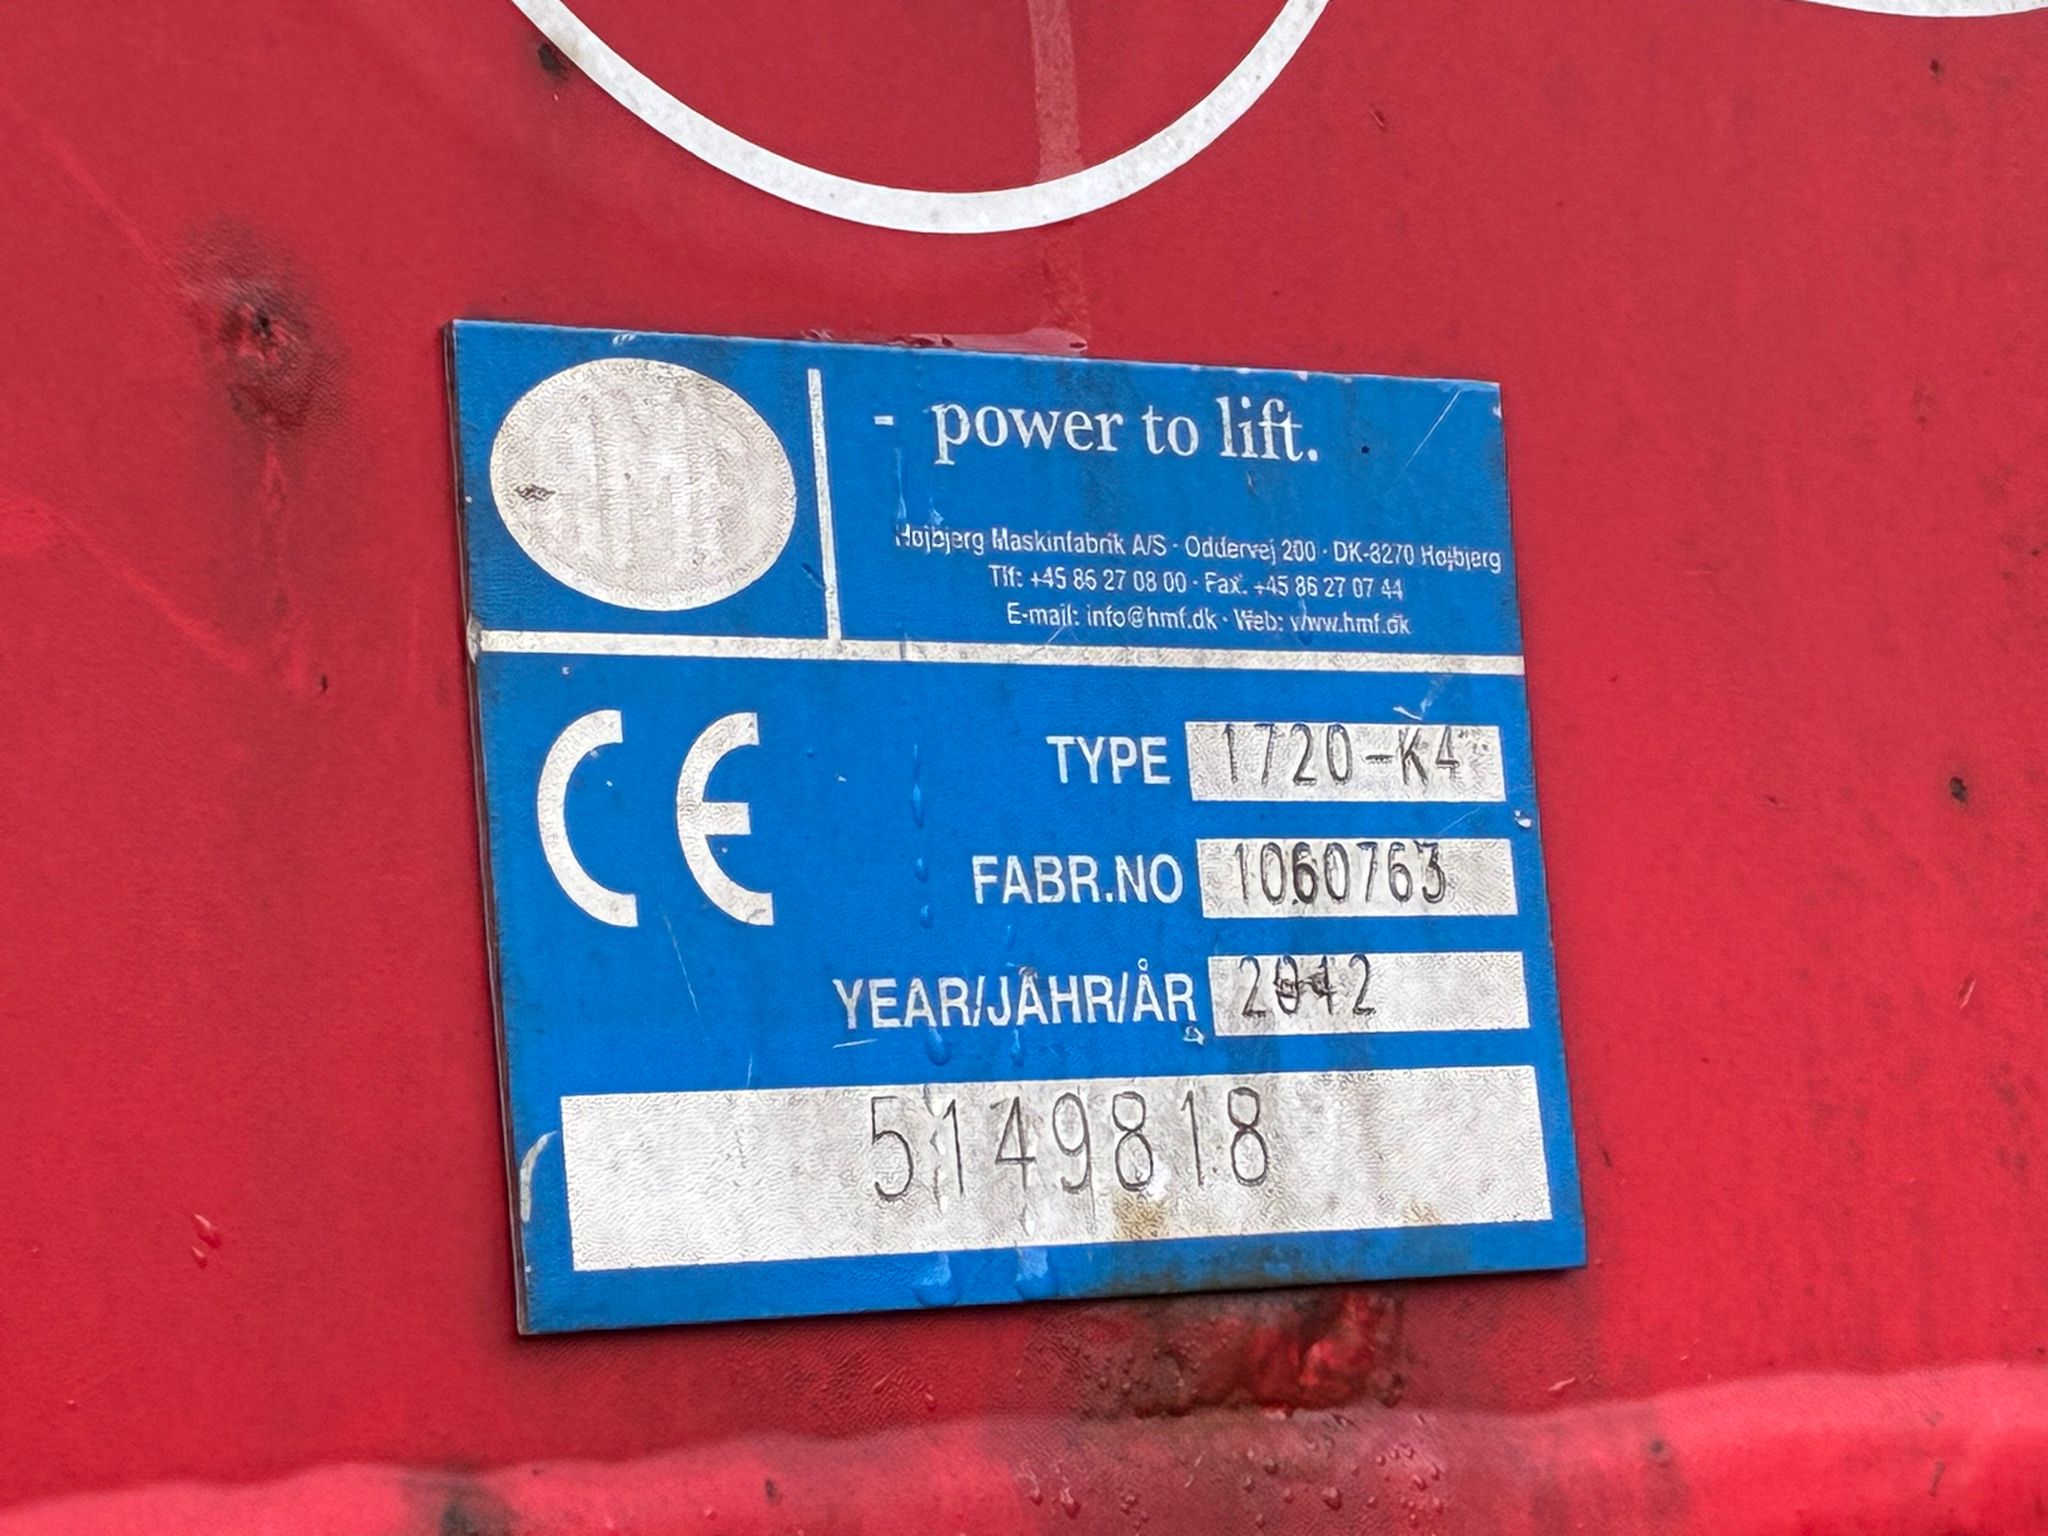 - power to lift.
Højbjerg Maskinfabrik A/S · Oddervej 200 · DK-8270 Højbjerg
Tlf: +45 86 27 08 00 · Fax. +45 86 27 07 44
E-mail: info@hmf.dk · Web: www.hmf.dk
CE
TYPE 1720-K4
FABR.NO 1060763
YEAR/JAHR/ÅR 2012
5149818